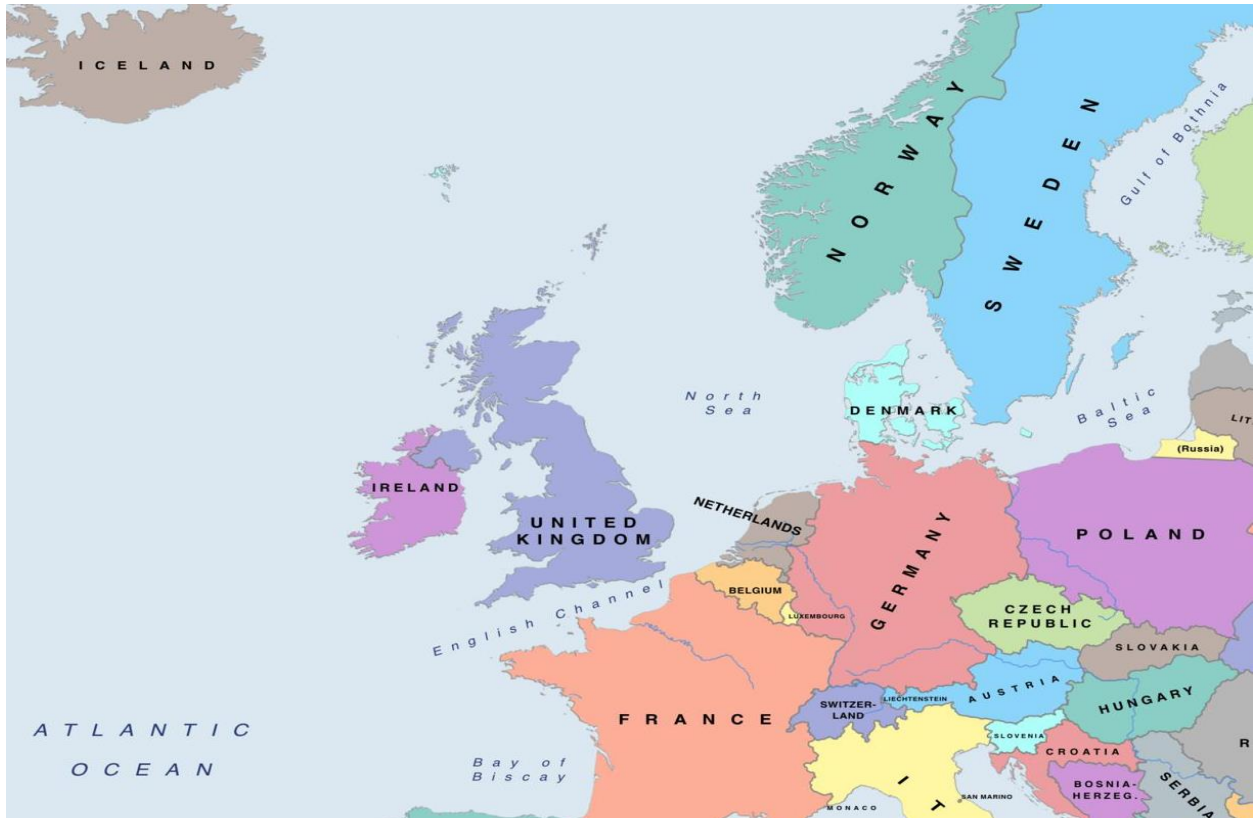 ICELAND
NORWAY
SWEDEN
Gulf of Bothnia
North
Sea
DENMARK
Baltic
Sea
LIT
(Russia)
IRELAND
UNITED
KINGDOM
NETHERLANDS
GERMANY
POLAND
BELGIUM
LUXEMBOURG
English Channel
CZECH
REPUBLIC
SLOVAKIA
ATLANTIC
OCEAN
FRANCE
SWITZER-
LAND
LIECHTENSTEIN
AUSTRIA
HUNGARY
Bay of
Biscay
SLOVENIA
CROATIA
R
BOSNIA-
HERZEG.
SERBIA
I T
MONACO
SAN MARINO